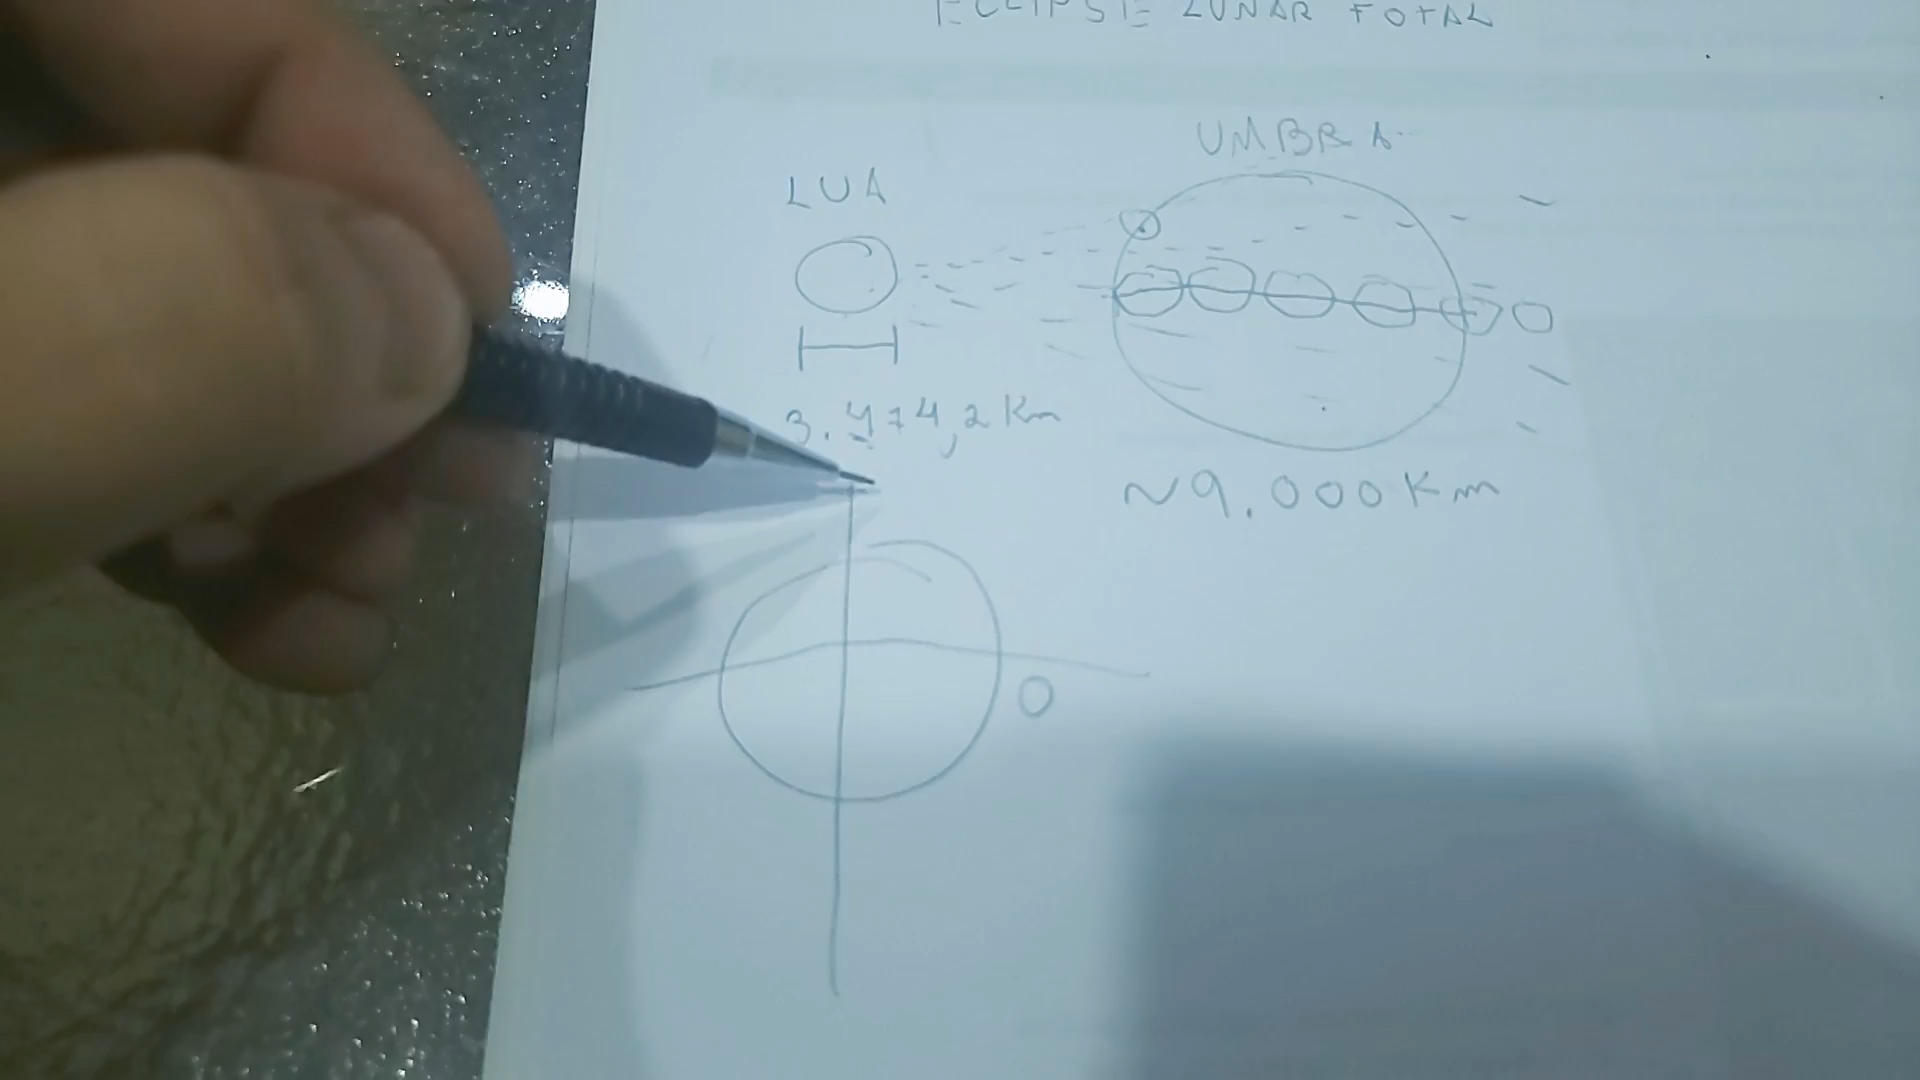 ECLIPSE LUNAR TOTAL
UMBRA
LUA
3.474,2 Km
~9.000 Km